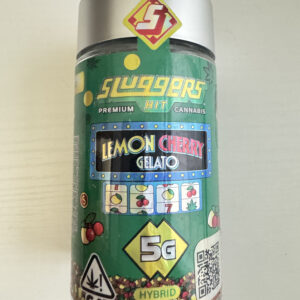 SLUGGERS
HIT
PREMIUM CANNABIS
LEMON CHERRY
GELATO
5G
HYBRID